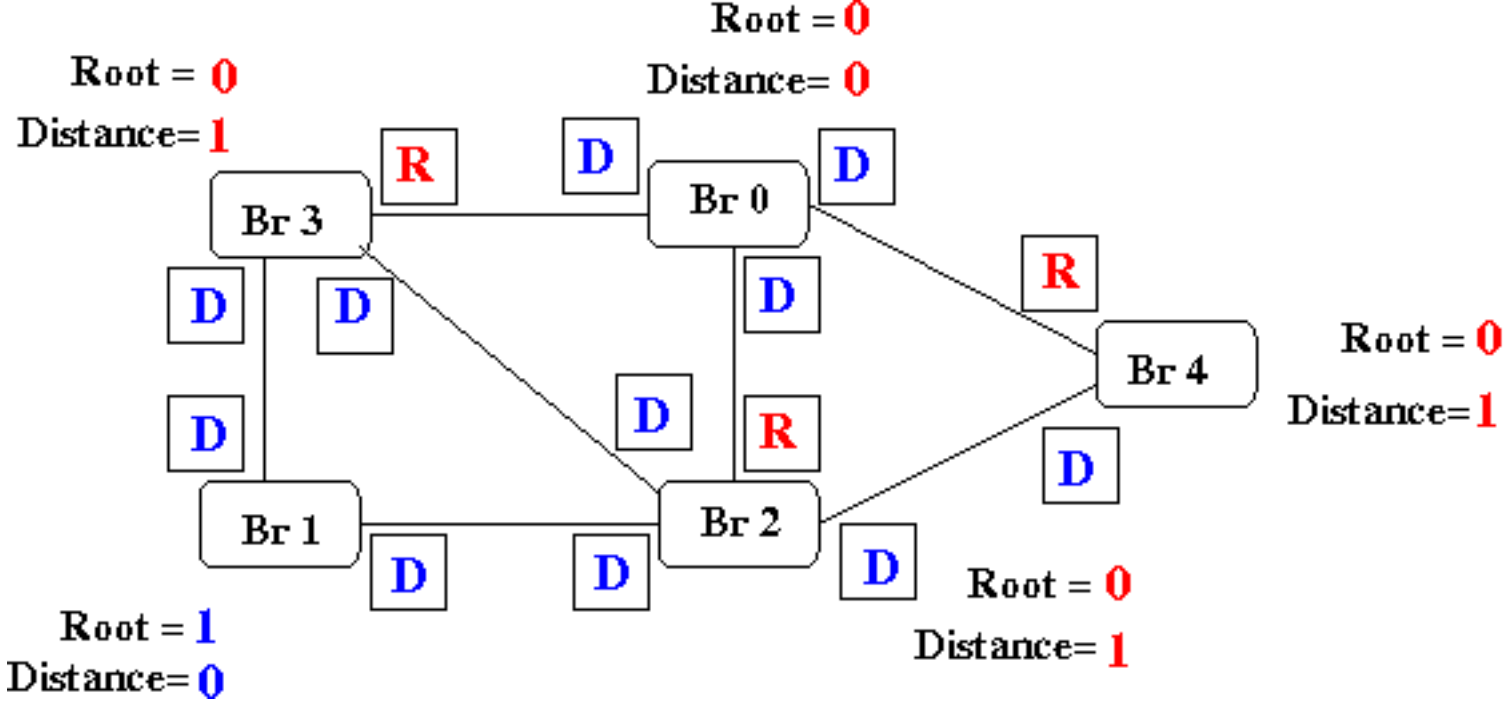 Root = 0
Distance= 0
Root = 0
Distance= 1
R
D
D
Br 3
Br 0
D
D
D
R
Br 4
Root = 0
Distance= 1
D
D
R
D
Br 1
Br 2
D
D
D
Root = 0
Distance= 1
Root = 1
Distance= 0